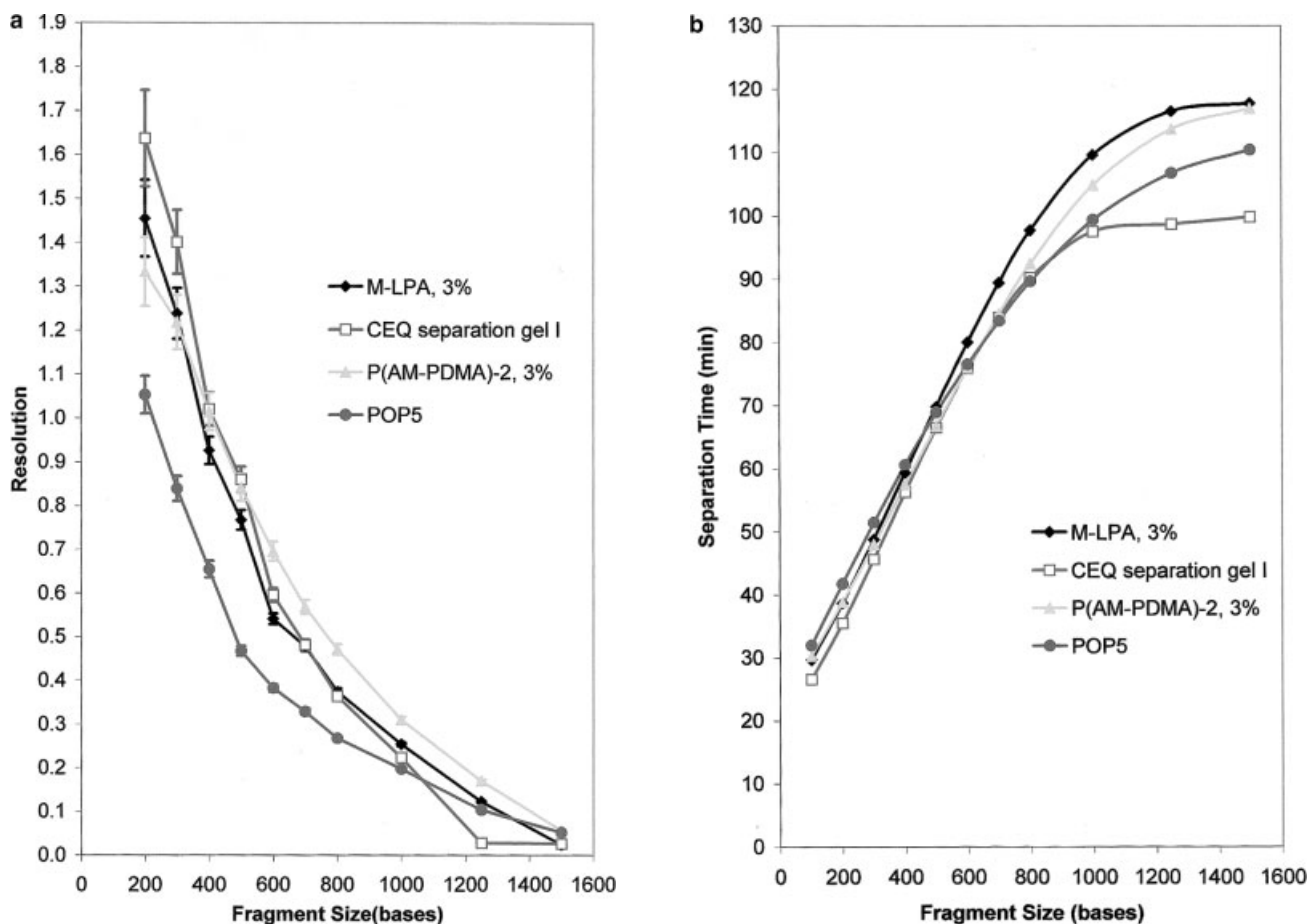 a
1.9
1.8
1.7
1.6
1.5
1.4
1.3
1.2
1.1
1.0
0.9
0.8
0.7
0.6
0.5
0.4
0.3
0.2
0.1
0.0
Resolution
M-LPA, 3%
CEQ separation gel I
P(AM-PDMA)-2, 3%
POP5
0 200 400 600 800 1000 1200 1400 1600
Fragment Size(bases)
b
130
120
110
100
90
80
70
60
50
40
30
20
10
0
Separation Time (min)
M-LPA, 3%
CEQ separation gel I
P(AM-PDMA)-2, 3%
POP5
0 200 400 600 800 1000 1200 1400 1600
Fragment Size (bases)